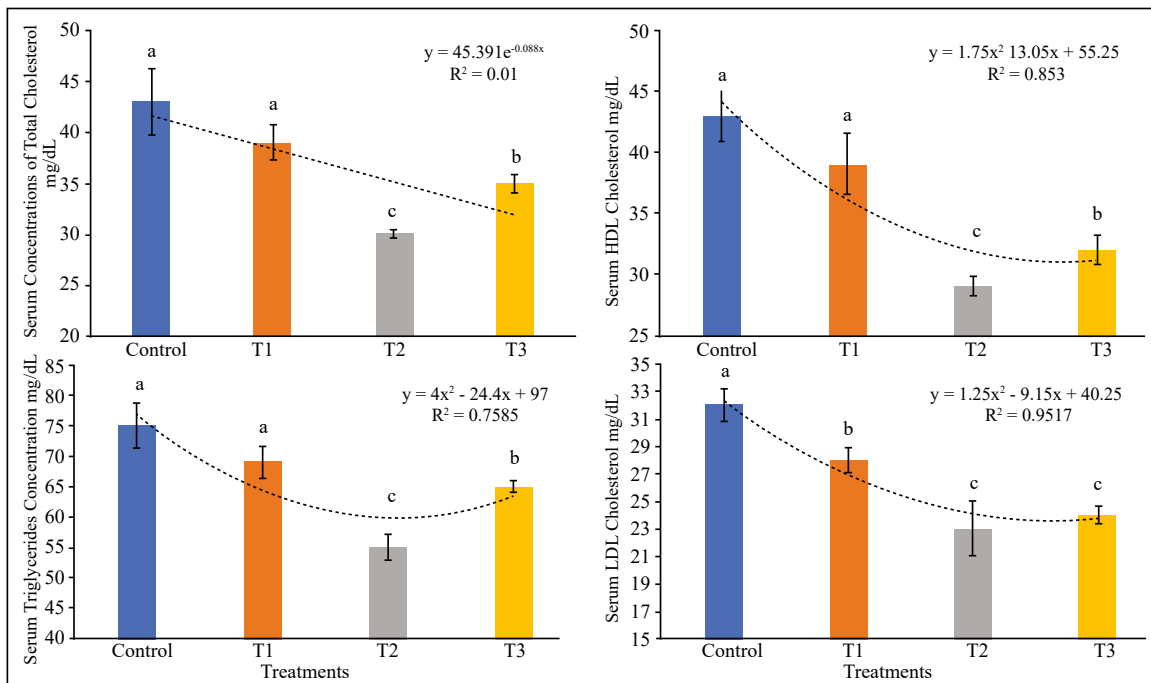 Serum Concentrations of Total Cholesterol
mg/dL
50
45
40
35
30
25
20
y = 45.391e^-0.088x
R² = 0.01
a
a
c
b
Control
T1
T2
T3
Serum HDL Cholesterol mg/dL
50
45
40
35
30
25
y = 1.75x² 13.05x + 55.25
R² = 0.853
a
a
c
b
Control
T1
T2
T3
Serum Triglycerides Concentration mg/dL
85
80
75
70
65
60
55
50
45
40
y = 4x² - 24.4x + 97
R² = 0.7585
a
a
c
b
Control
T1
T2
T3
Treatments
Serum LDL Cholesterol mg/dL
35
33
31
29
27
25
23
21
19
17
15
y = 1.25x² - 9.15x + 40.25
R² = 0.9517
a
b
c
c
Control
T1
T2
T3
Treatments